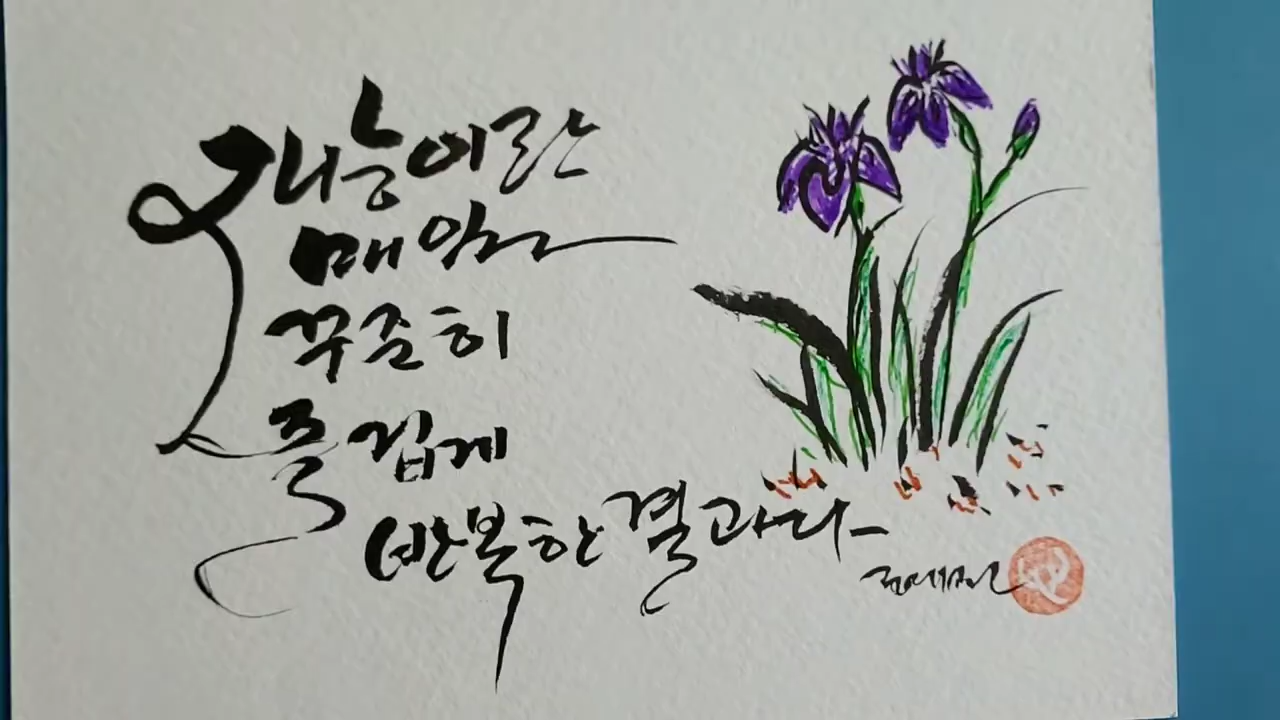 재능이란
매일
꾸준히
즐겁게
반복한 결과다